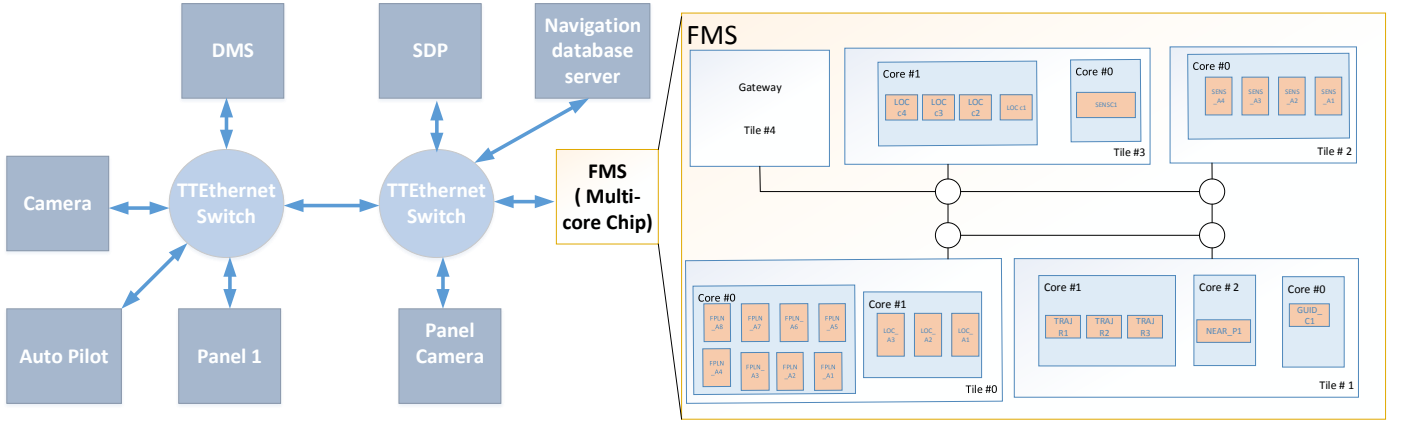 DMS
SDP
Navigation
database
server
Camera
TTEthernet
Switch
TTEthernet
Switch
FMS
( Multi-
core Chip)
Auto Pilot
Panel 1
Panel
Camera
FMS
Gateway
Tile #4
Core #1
LOC
c4
LOC
c3
LOC
c2
LOC c1
Core #0
SENSC1
Tile #3
Core #0
SENS
_A4
SENS
_A3
SENS
_A2
SENS
_A1
Tile # 2
Core #0
FPLN
_A8
FPLN
_A7
FPLN_
A6
FPLN
_A5
FPLN
_A4
FPLN_
A3
FPLN
_A2
FPLN
_A1
Core #1
LOC_
A3
LOC_
A2
LOC_
A1
Tile #0
Core #1
TRAJ
R1
TRAJ
R2
TRAJ
R3
Core # 2
NEAR_P1
Core #0
GUID_
C1
Tile # 1